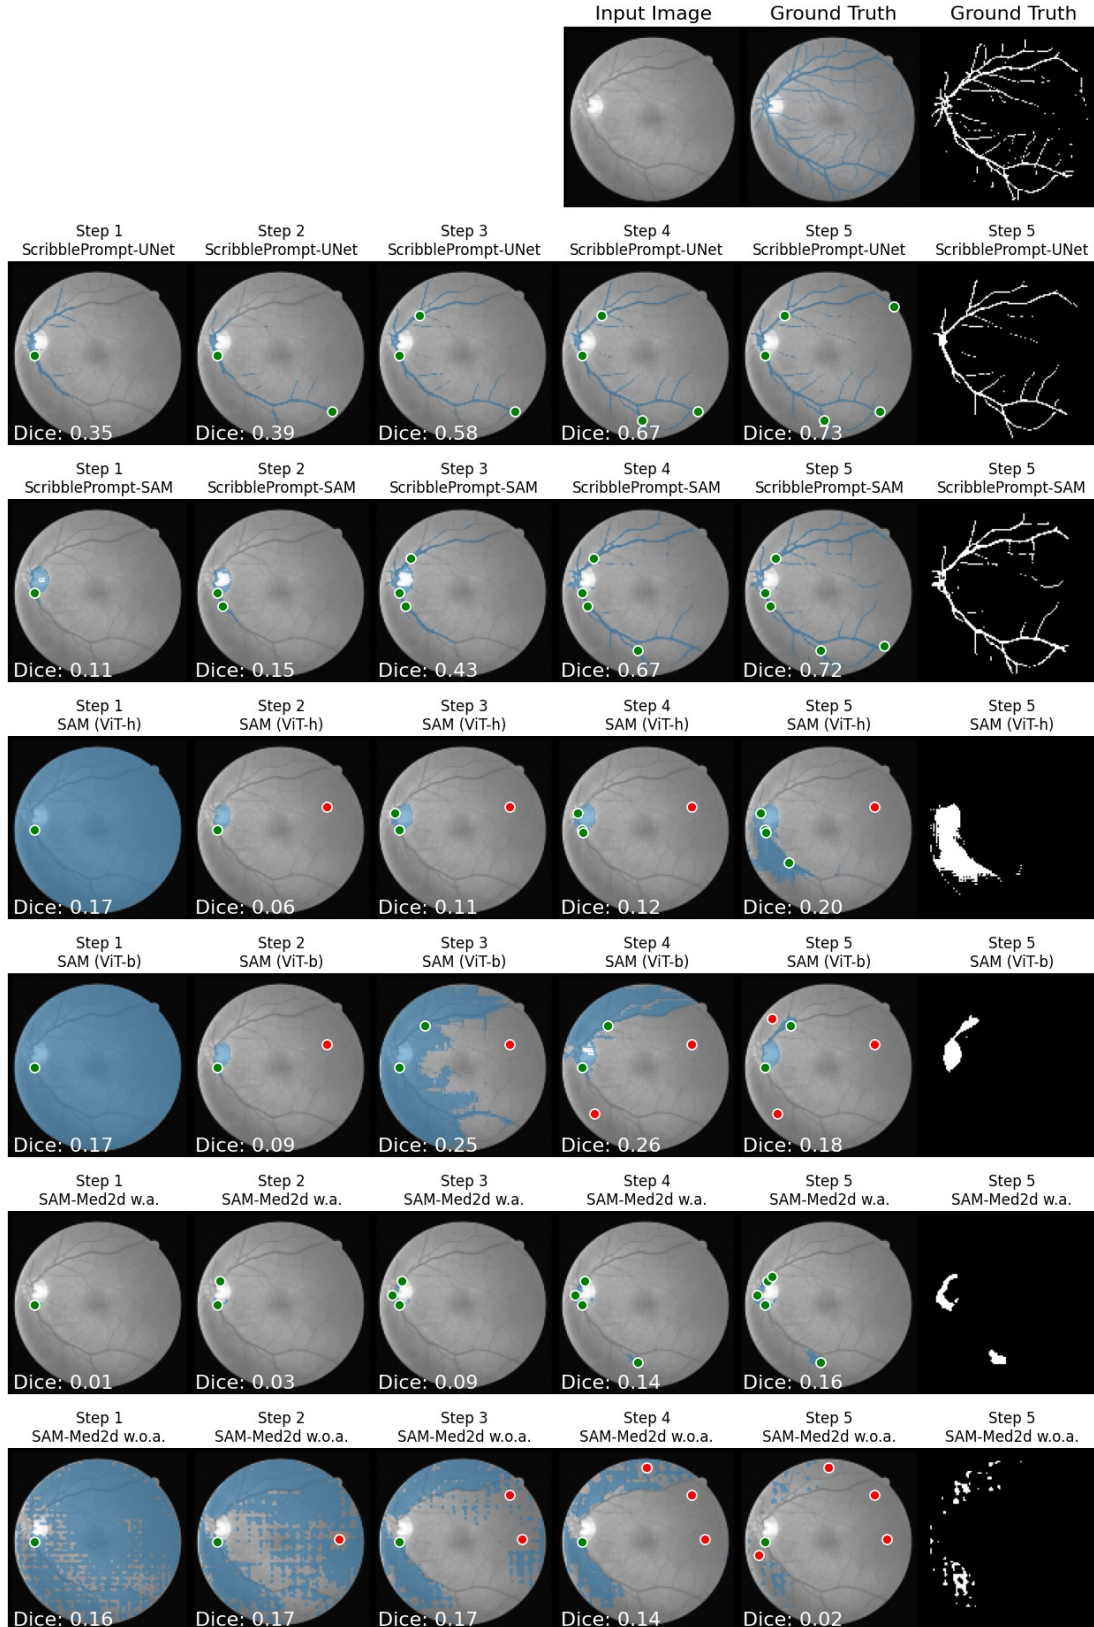 Input Image Ground Truth Ground Truth
Step 1 Step 2 Step 3 Step 4 Step 5 Step 5
ScribblePrompt-UNet ScribblePrompt-UNet ScribblePrompt-UNet ScribblePrompt-UNet ScribblePrompt-UNet ScribblePrompt-UNet
Dice: 0.35 Dice: 0.39 Dice: 0.58 Dice: 0.67 Dice: 0.73
Step 1 Step 2 Step 3 Step 4 Step 5 Step 5
ScribblePrompt-SAM ScribblePrompt-SAM ScribblePrompt-SAM ScribblePrompt-SAM ScribblePrompt-SAM ScribblePrompt-SAM
Dice: 0.11 Dice: 0.15 Dice: 0.43 Dice: 0.67 Dice: 0.72
Step 1 Step 2 Step 3 Step 4 Step 5 Step 5
SAM (ViT-h) SAM (ViT-h) SAM (ViT-h) SAM (ViT-h) SAM (ViT-h) SAM (ViT-h)
Dice: 0.17 Dice: 0.06 Dice: 0.11 Dice: 0.12 Dice: 0.20
Step 1 Step 2 Step 3 Step 4 Step 5 Step 5
SAM (ViT-b) SAM (ViT-b) SAM (ViT-b) SAM (ViT-b) SAM (ViT-b) SAM (ViT-b)
Dice: 0.17 Dice: 0.09 Dice: 0.25 Dice: 0.26 Dice: 0.18
Step 1 Step 2 Step 3 Step 4 Step 5 Step 5
SAM-Med2d w.a. SAM-Med2d w.a. SAM-Med2d w.a. SAM-Med2d w.a. SAM-Med2d w.a. SAM-Med2d w.a.
Dice: 0.01 Dice: 0.03 Dice: 0.09 Dice: 0.14 Dice: 0.16
Step 1 Step 2 Step 3 Step 4 Step 5 Step 5
SAM-Med2d w.o.a. SAM-Med2d w.o.a. SAM-Med2d w.o.a. SAM-Med2d w.o.a. SAM-Med2d w.o.a. SAM-Med2d w.o.a.
Dice: 0.16 Dice: 0.17 Dice: 0.17 Dice: 0.14 Dice: 0.02